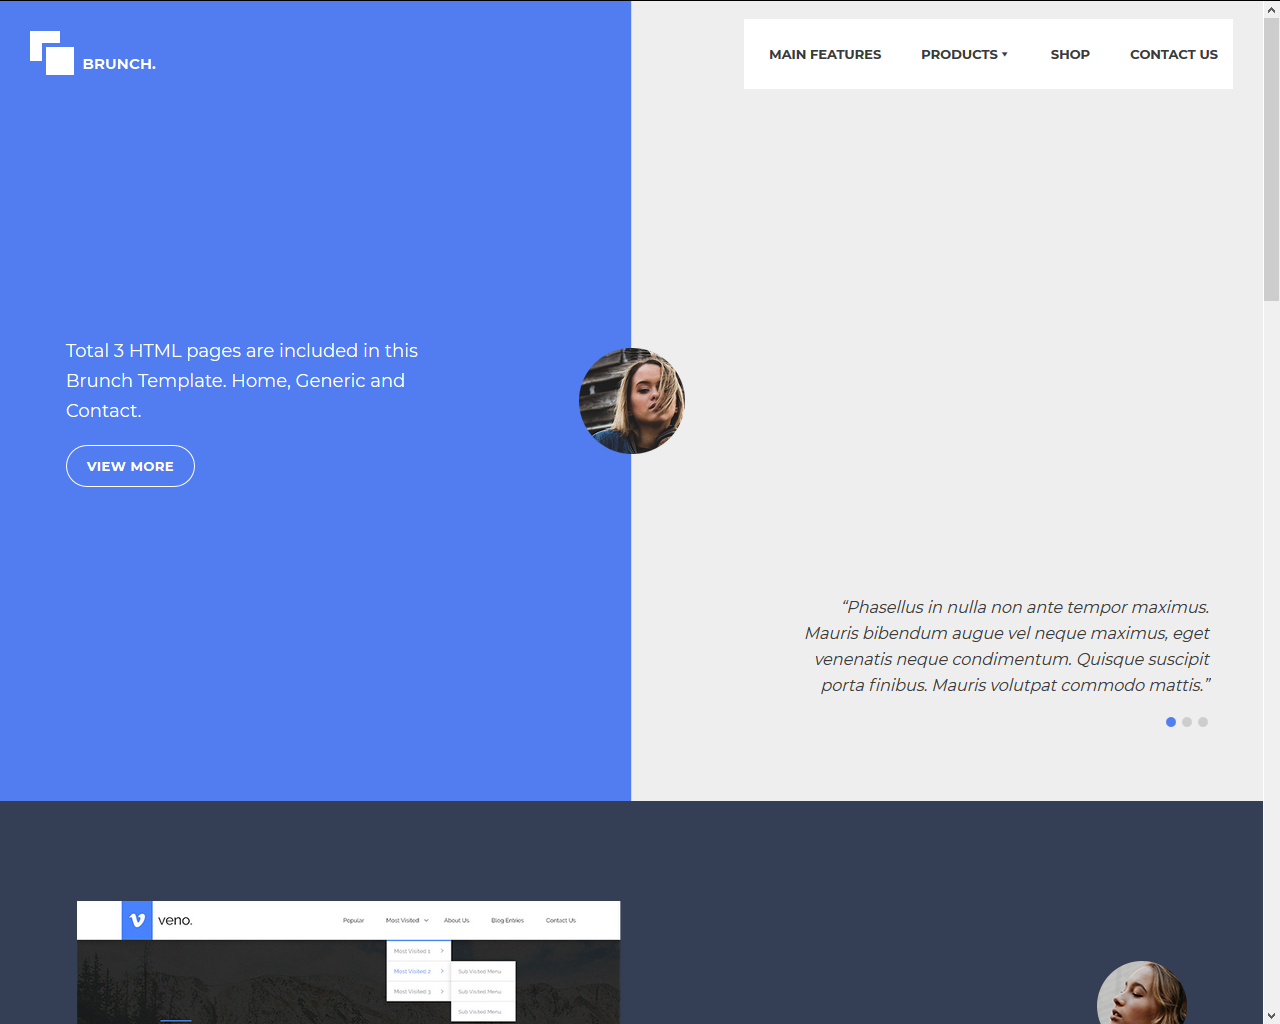 BRUNCH.
MAIN FEATURES PRODUCTS SHOP CONTACT US
Total 3 HTML pages are included in this
Brunch Template. Home, Generic and
Contact.
VIEW MORE
“Phasellus in nulla non ante tempor maximus.
Mauris bibendum augue vel neque maximus, eget
venenatis neque condimentum. Quisque suscipit
porta finibus. Mauris volutpat commodo mattis.”
veno.
Popular Most Visited About Us Blog Entries Contact Us
Most Visited 1
Most Visited 2 Sub Visited Menu
Most Visited 3 Sub Visited Menu
Sub Visited Menu